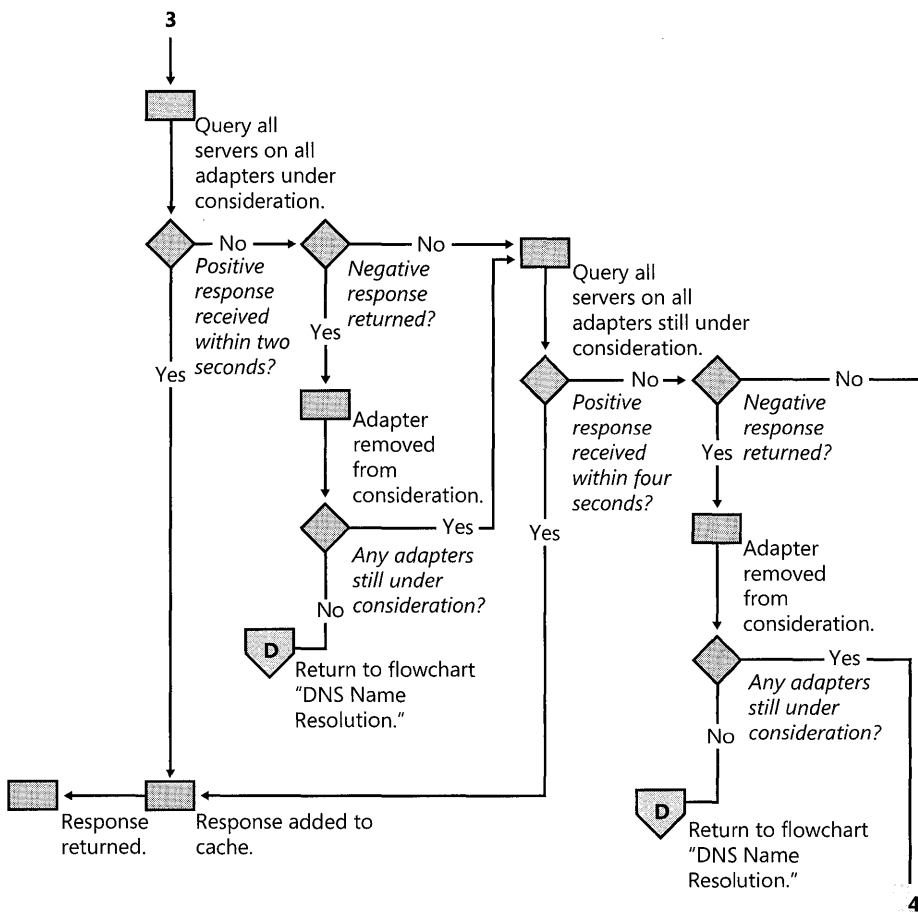 3
Query all
servers on all
adapters under
consideration.
No
Positive
response
received
within two
seconds?
Yes
No
Negative
response
returned?
Yes
Adapter
removed
from
consideration.
Yes
Any adapters
still under
consideration?
No
D
Return to flowchart
"DNS Name
Resolution."
Query all
servers on all
adapters still under
consideration.
No
Positive
response
received
within four
seconds?
Yes
No
Negative
response
returned?
Yes
Adapter
removed
from
consideration.
Yes
Any adapters
still under
consideration?
No
D
Return to flowchart
"DNS Name
Resolution."
Response
returned.
Response added to
cache.
4